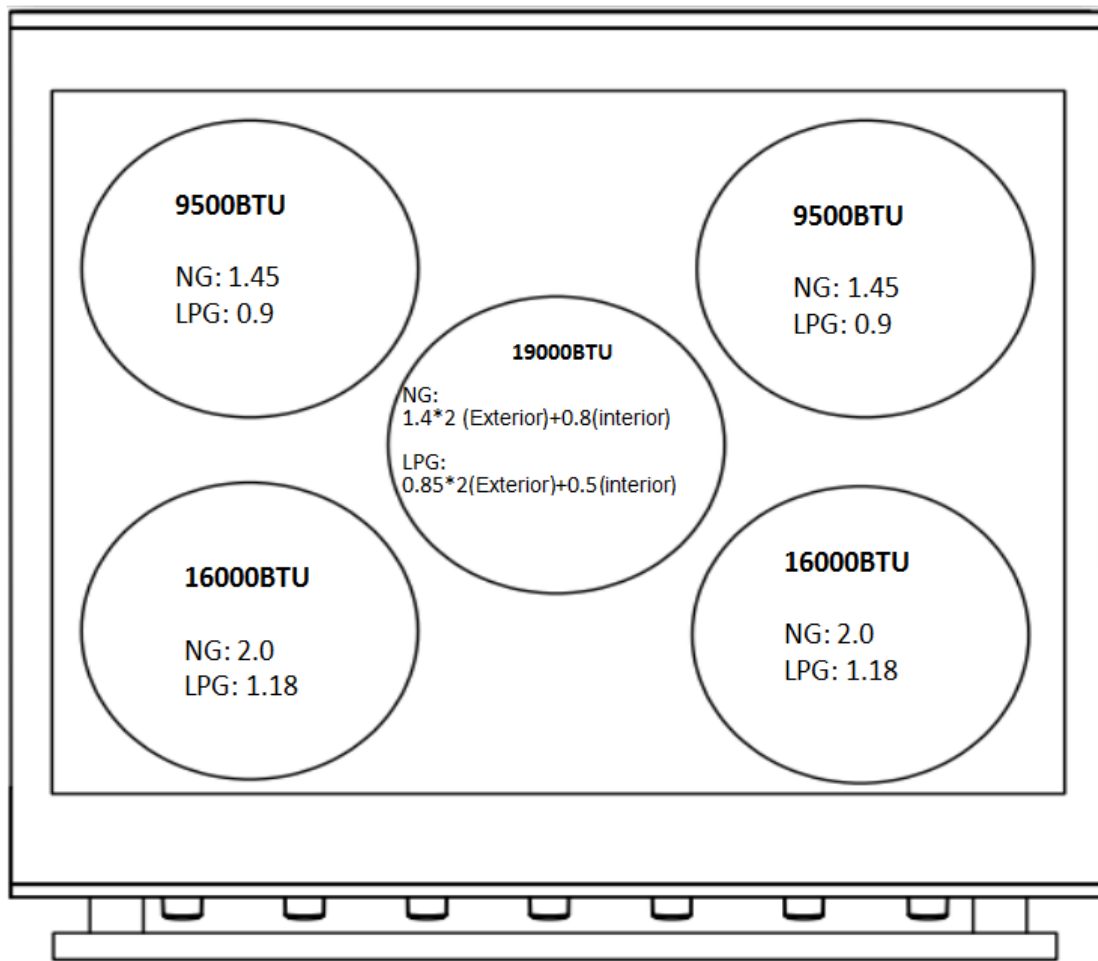 9500BTU
NG: 1.45
LPG: 0.9
9500BTU
NG: 1.45
LPG: 0.9
19000BTU
NG:
1.4*2 (Exterior)+0.8(interior)
LPG:
0.85*2(Exterior)+0.5(interior)
16000BTU
NG: 2.0
LPG: 1.18
16000BTU
NG: 2.0
LPG: 1.18